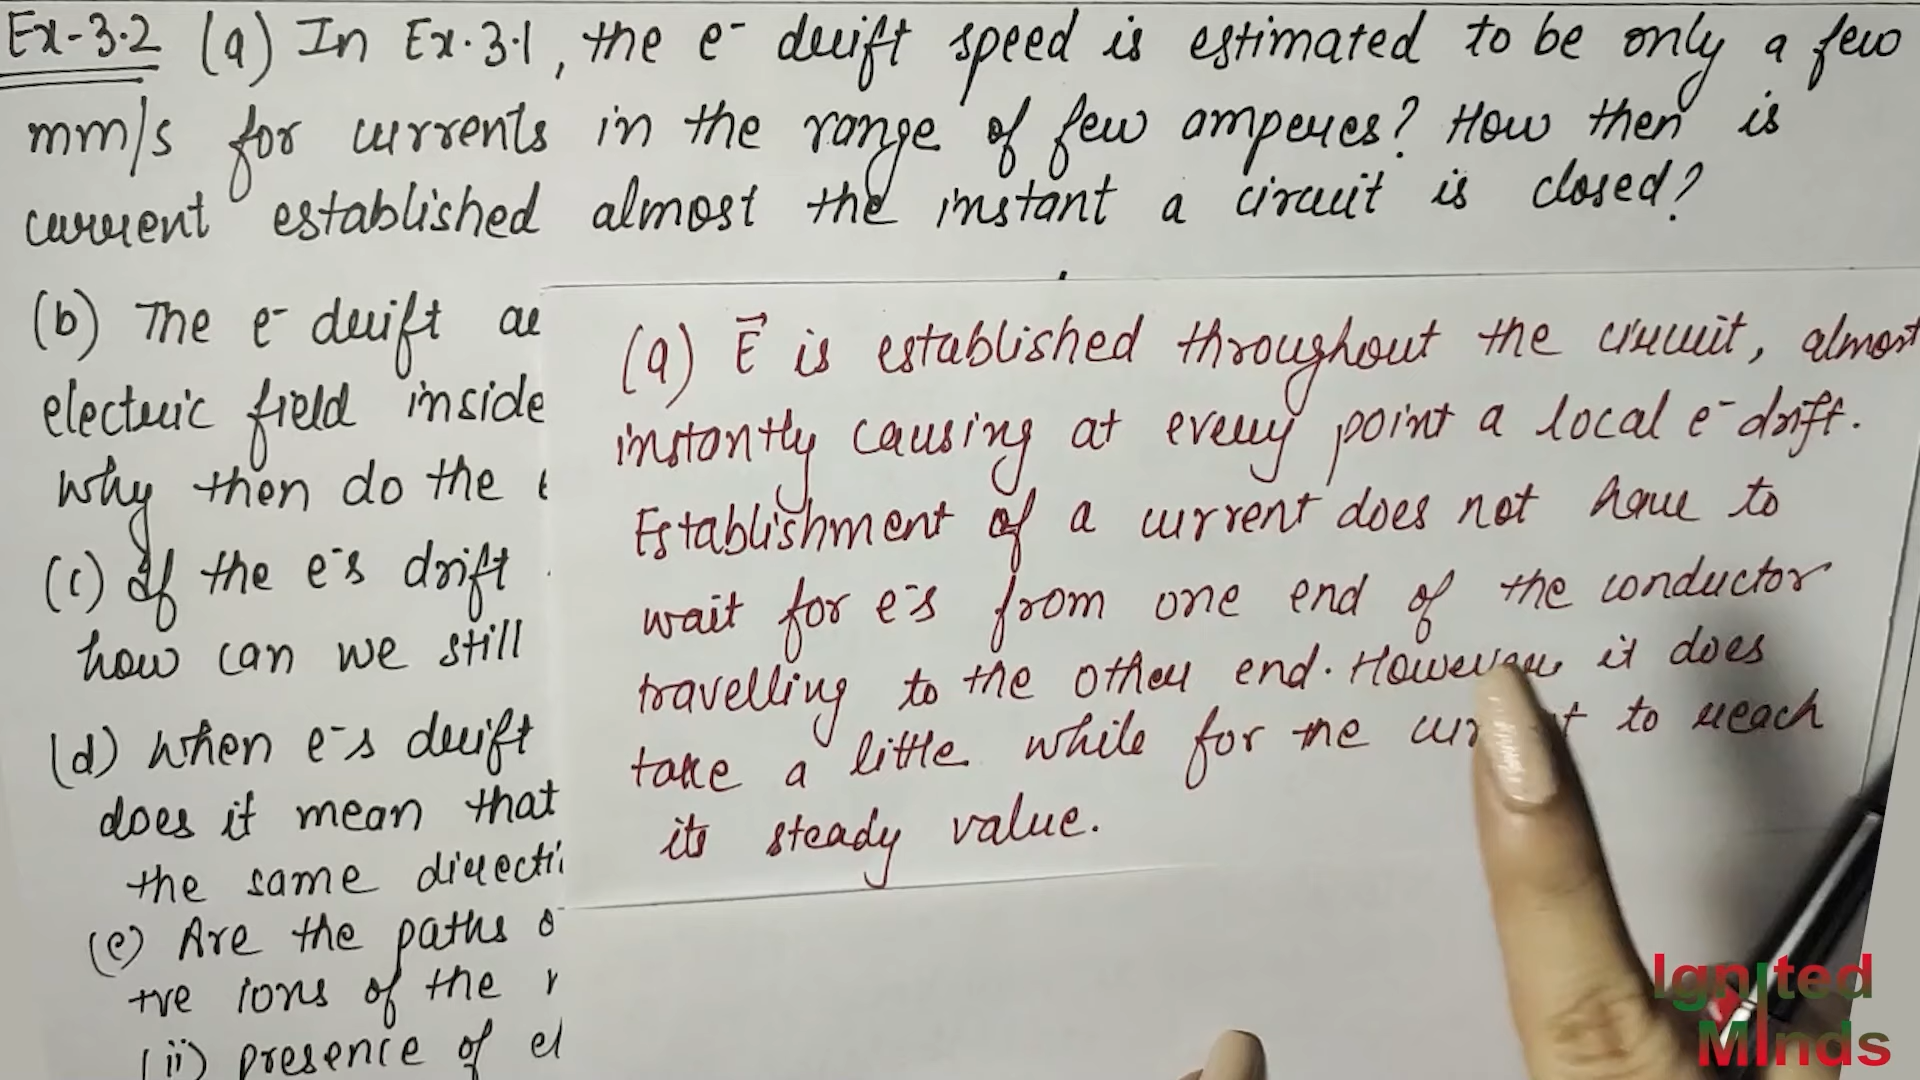 Ex-3.2 (a) In Ex.3.1, the e⁻ drift speed is estimated to be only a few
mm/s for currents in the range of few amperes? How then is
current established almost the instant a circuit is closed?
(b) The e⁻ drift
electric field inside
why then do the
(c) If the e⁻s drift
how can we still
(d) when e⁻s drift
does it mean that
the same
(e) Are the paths
+ve ions of the
(ii) presence of
(a) E⃗ is established throughout the circuit, almost
instantly causing at every point a local e⁻ drift.
Establishment of a current does not have to
wait for e⁻s from one end of the conductor
travelling to the other end. However it does
take a little while for the to reach
its steady value.
Ignited
Minds